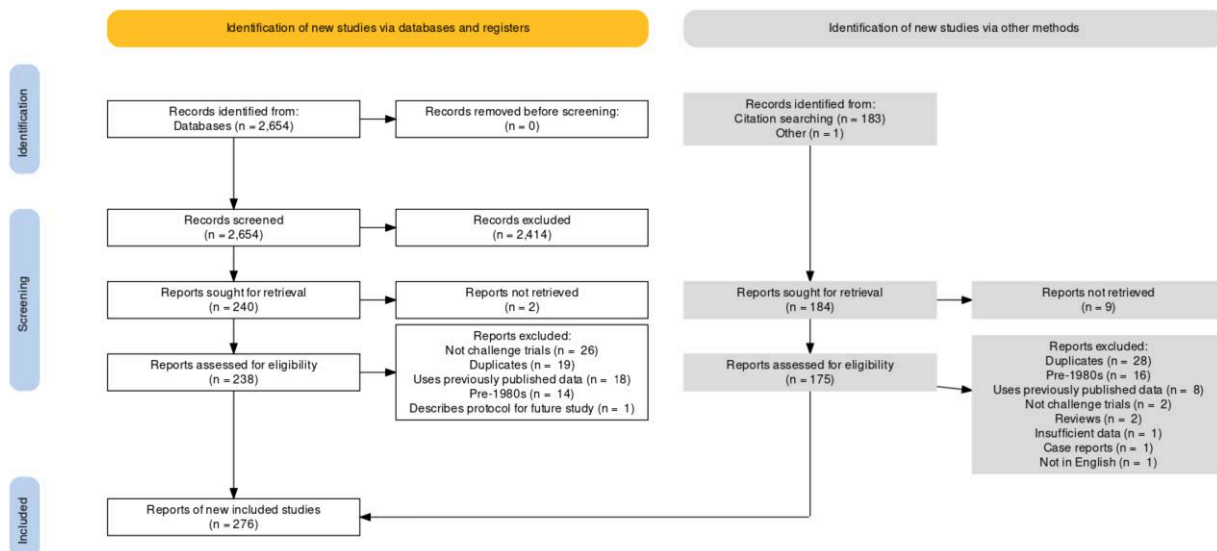 Identification of new studies via databases and registers
Identification of new studies via other methods
Identification
Records identified from:
Databases (n = 2,654)
Records removed before screening:
(n = 0)
Records identified from:
Citation searching (n = 183)
Other (n = 1)
Screening
Records screened
(n = 2,654)
Records excluded
(n = 2,414)
Reports sought for retrieval
(n = 240)
Reports not retrieved
(n = 2)
Reports sought for retrieval
(n = 184)
Reports not retrieved
(n = 9)
Reports assessed for eligibility
(n = 238)
Reports excluded:
Not challenge trials (n = 26)
Duplicates (n = 19)
Uses previously published data (n = 18)
Pre-1980s (n = 14)
Describes protocol for future study (n = 1)
Reports assessed for eligibility
(n = 175)
Reports excluded:
Duplicates (n = 28)
Pre-1980s (n = 16)
Uses previously published data (n = 8)
Not challenge trials (n = 2)
Reviews (n = 2)
Insufficient data (n = 1)
Case reports (n = 1)
Not in English (n = 1)
Included
Reports of new included studies
(n = 276)